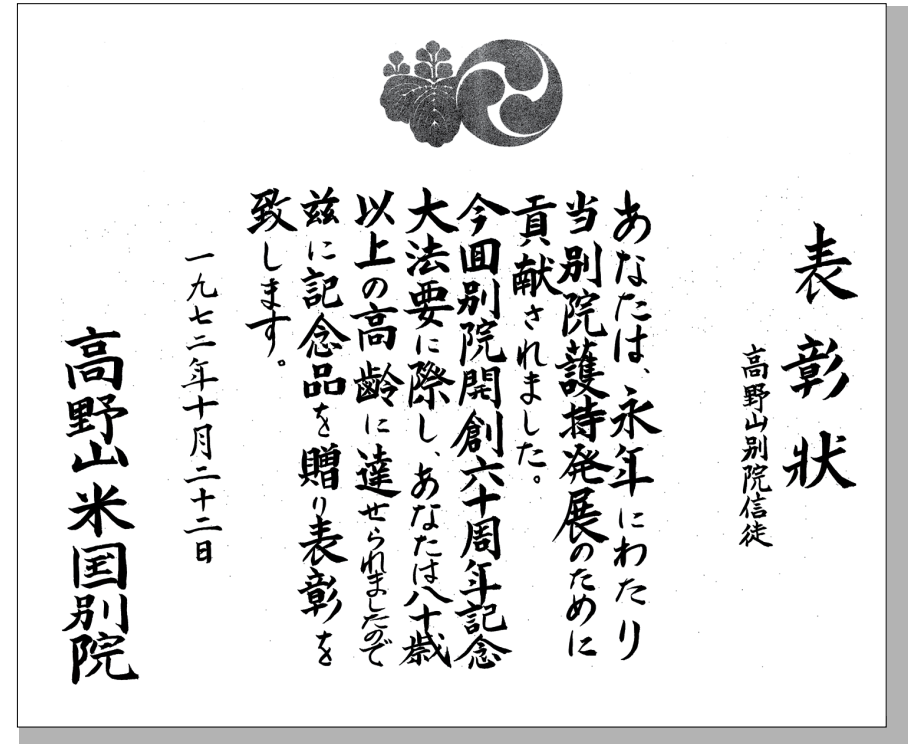 表彰状
高野山別院信徒
あなたは、永年にわたり
当別院護持発展のために
貢献されました。
今回別院開創六十周年記念
大法要に際し、あなたは八十歳
以上の高齢に達せられましたので
茲に記念品を贈り表彰を
致します。
一九七二年十月二十二日
高野山米国別院